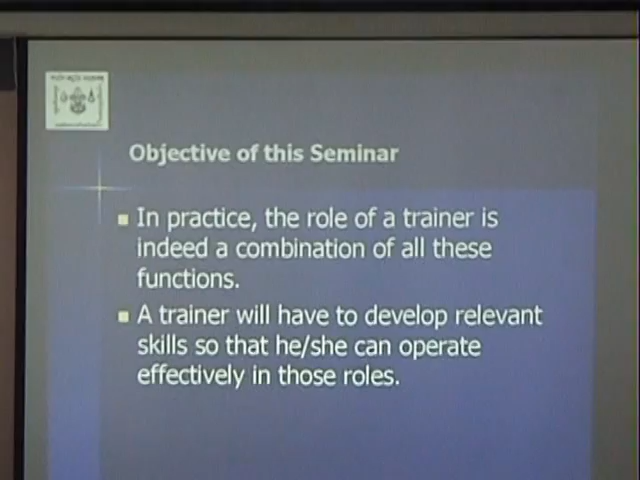 Objective of this Seminar
In practice, the role of a trainer is
indeed a combination of all these
functions.
A trainer will have to develop relevant
skills so that he/she can operate
effectively in those roles.